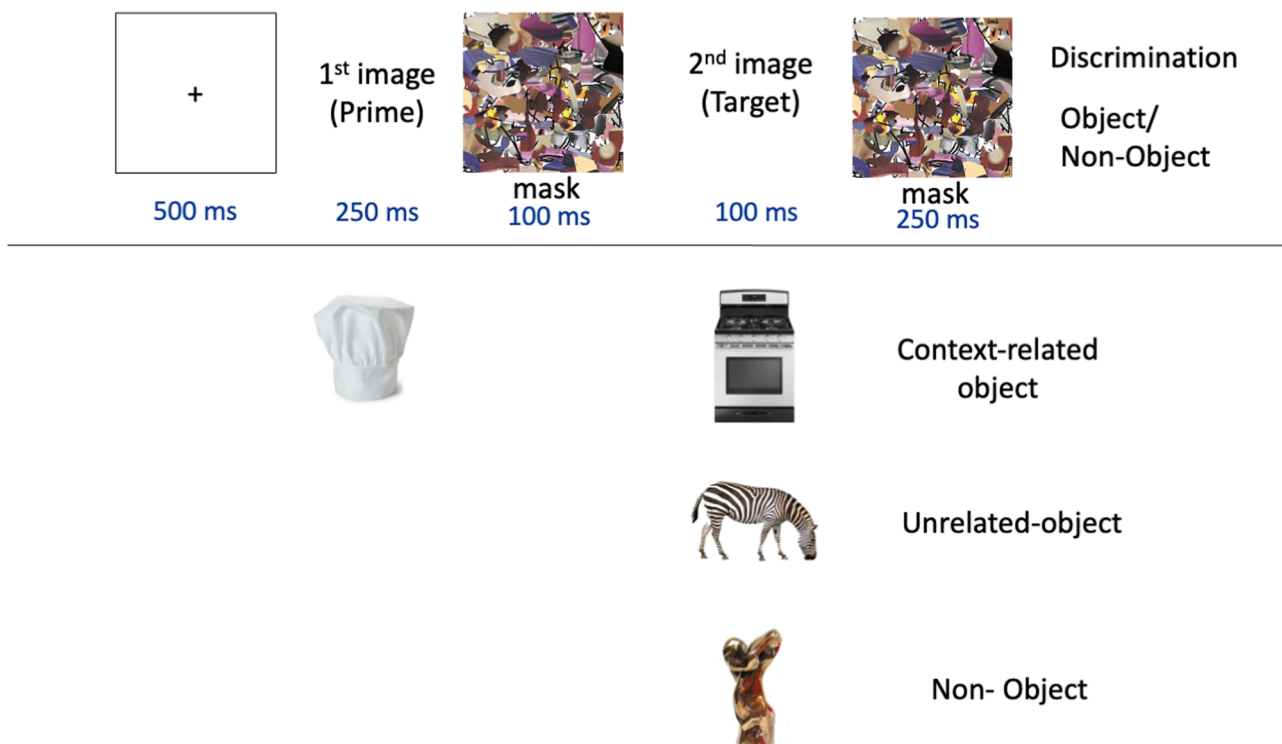 +
1st image
(Prime)
mask
2nd image
(Target)
mask
Discrimination
Object/
Non-Object
500 ms
250 ms
100 ms
100 ms
250 ms
Context-related
object
Unrelated-object
Non- Object